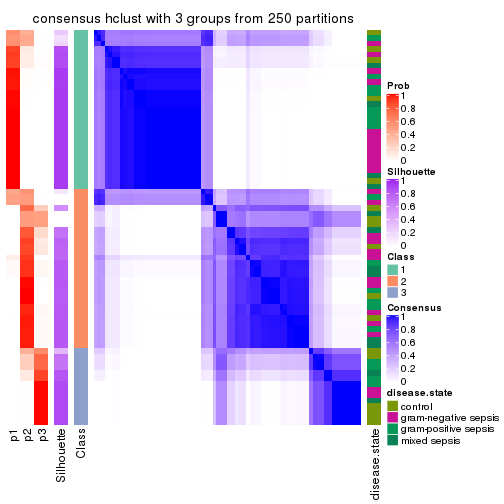 consensus hclust with 3 groups from 250 partitions
Prob
1
0.8
0.6
0.4
0.2
0
Silhouette
1
0.8
0.6
0.4
0.2
0
Class
1
2
3
Consensus
1
0.8
0.6
0.4
0.2
0
disease.state
control
gram-negative sepsis
gram-positive sepsis
mixed sepsis
p1
p2
p3
Silhouette
Class
disease.state